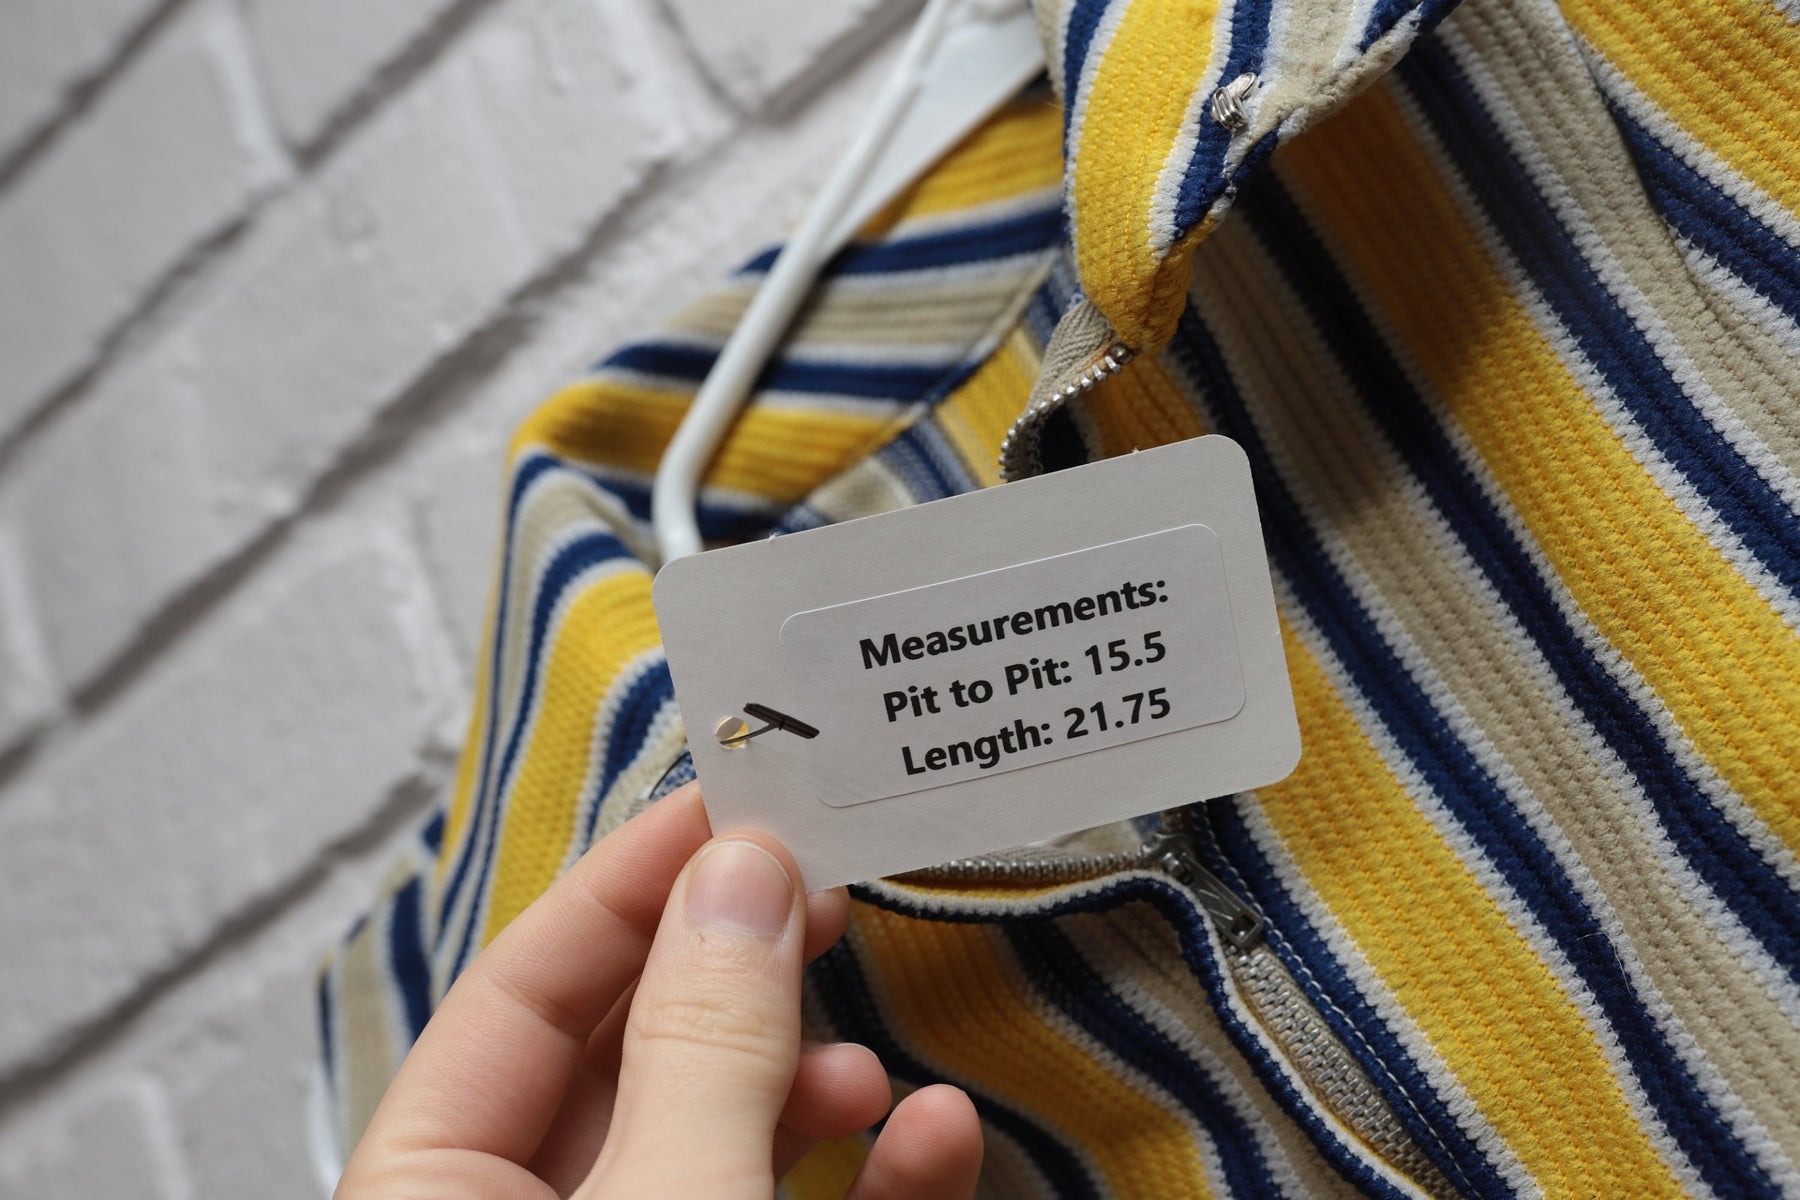 Measurements:
Pit to Pit: 15.5
Length: 21.75